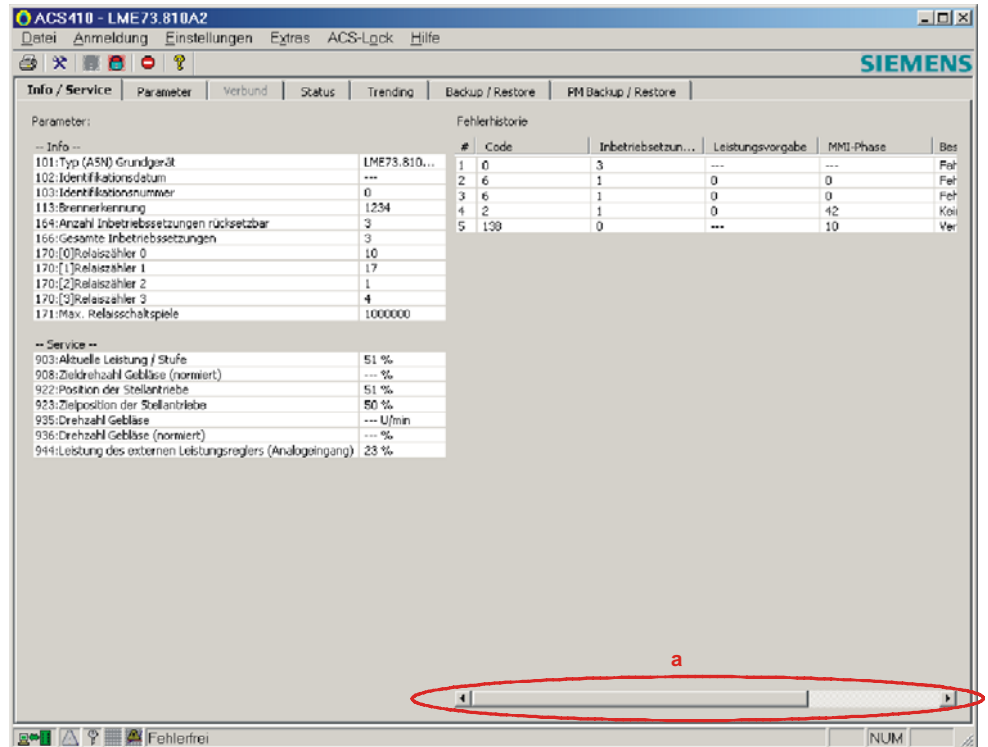 ACS410 - LME73.810A2
Datei Anmeldung Einstellungen Extras ACS-Lock Hilfe
SIEMENS
Info / Service Parameter Verbund Status Trending Backup / Restore PM Backup / Restore
Parameter:
-- Info --
101:Typ (ASN) Grundgerät LME73.810...
102:Identifikationsdatum ---
103:Identifikationsnummer 0
113:Brennerkennung 1234
164:Anzahl Inbetriebssetzungen rücksetzbar 3
166:Gesamte Inbetriebssetzungen 3
170:[0]Relaiszähler 0 10
170:[1]Relaiszähler 1 17
170:[2]Relaiszähler 2 1
170:[3]Relaiszähler 3 4
171:Max. Relaisschaltspiele 1000000
-- Service --
903:Aktuelle Leistung / Stufe 51 %
908:Zieldrehzahl Gebläse (normiert) --- %
922:Position der Stellantriebe 51 %
923:Zielposition der Stellantriebe 50 %
935:Drehzahl Gebläse --- U/min
936:Drehzahl Gebläse (normiert) --- %
944:Leistung des externen Leistungsreglers (Analogeingang) 23 %
Fehlerhistorie
# Code Inbetriebsetzun... Leistungsvorgabe MMI-Phase Bes
1 0 3 --- --- Feh
2 6 1 0 0 Feh
3 6 1 0 0 Feh
4 2 1 0 42 Kei
5 138 0 --- 10 Ver
a
Fehlerfrei NUM